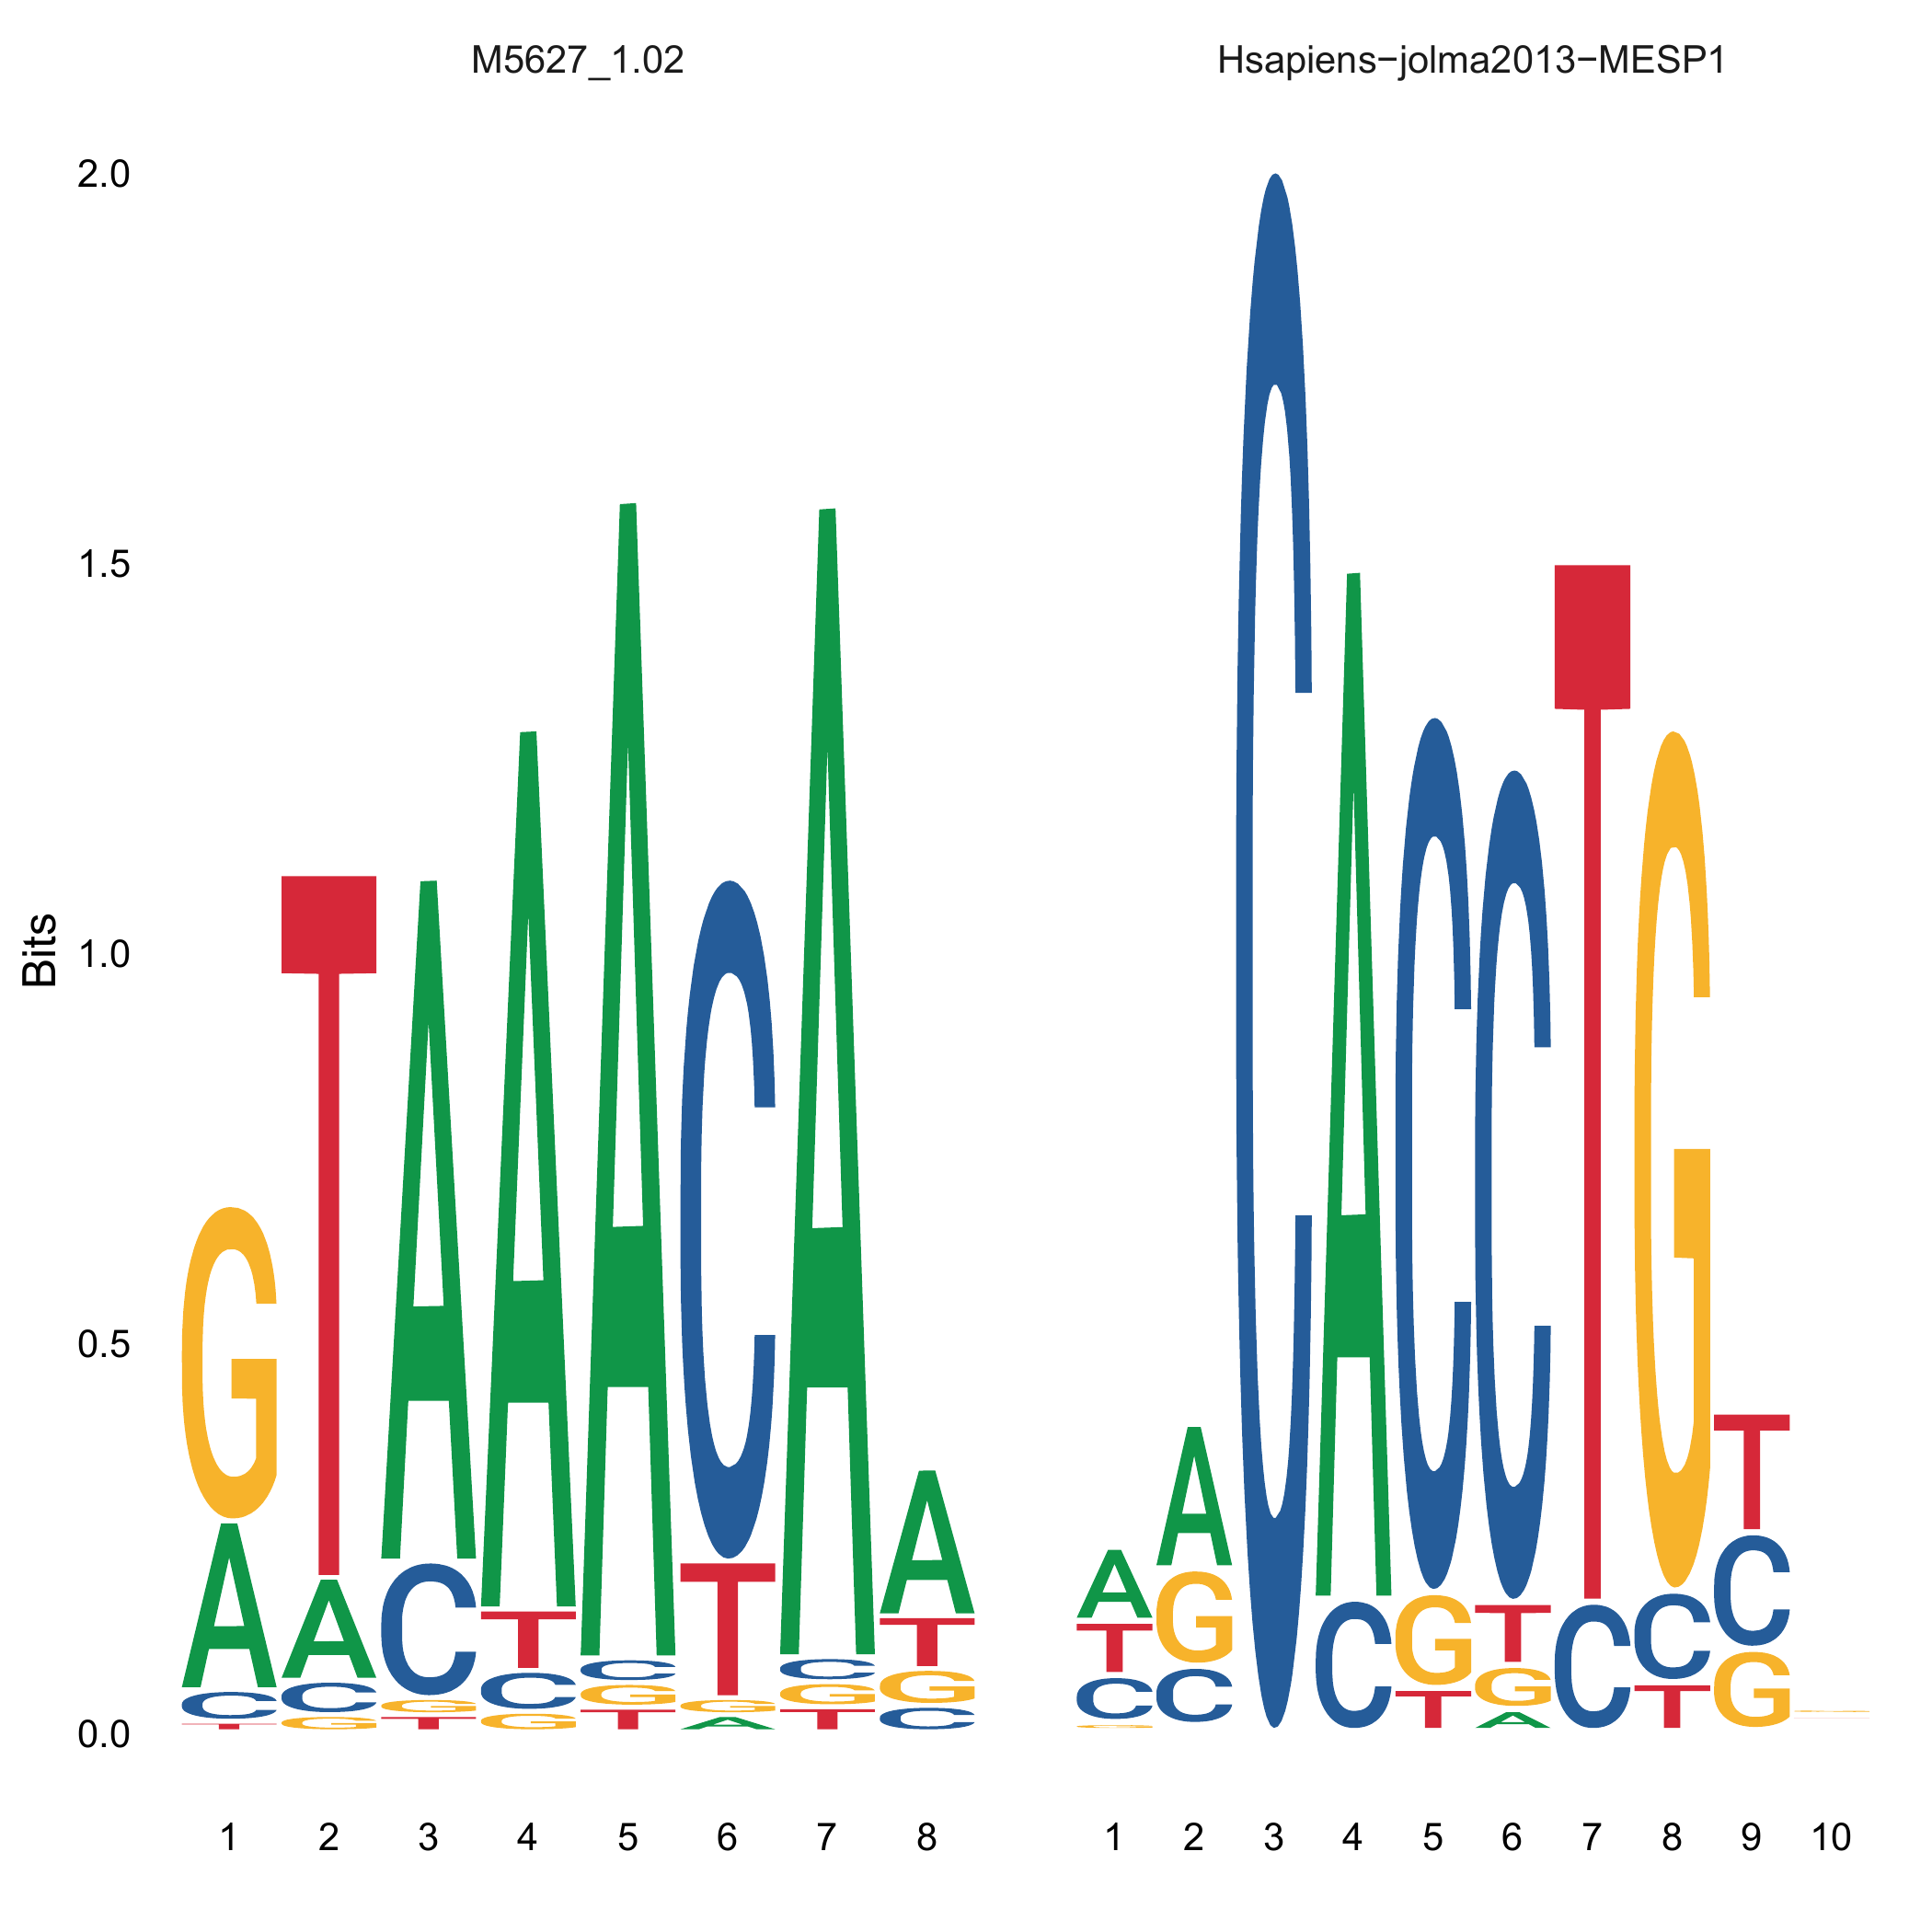 M5627_1.02 Hsapiens−jolma2013−MESP1
2.0
1.5
1.0
0.5
0.0
Bits
G T A A A C A A
A A C T C T C T
C C G C G G G G
T G T G T A T C
A A C A C C T G T
T G C G T C C C
C C T G T G
G A
1 2 3 4 5 6 7 8 1 2 3 4 5 6 7 8 9 10